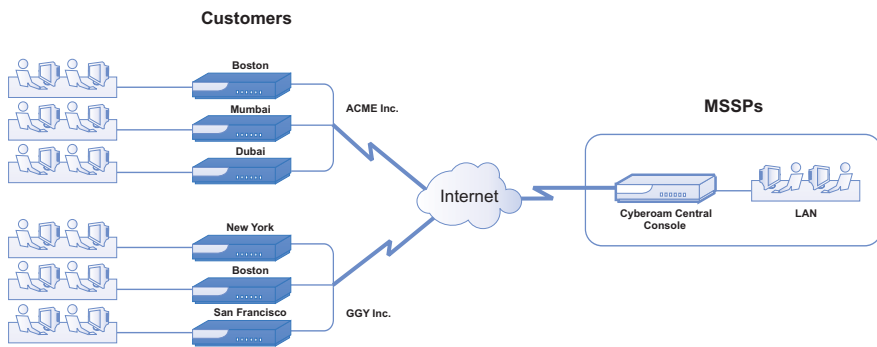 Customers
Boston
Mumbai
ACME Inc.
Dubai
MSSPs
Internet
Cyberoam Central
Console
LAN
New York
Boston
San Francisco
GGY Inc.